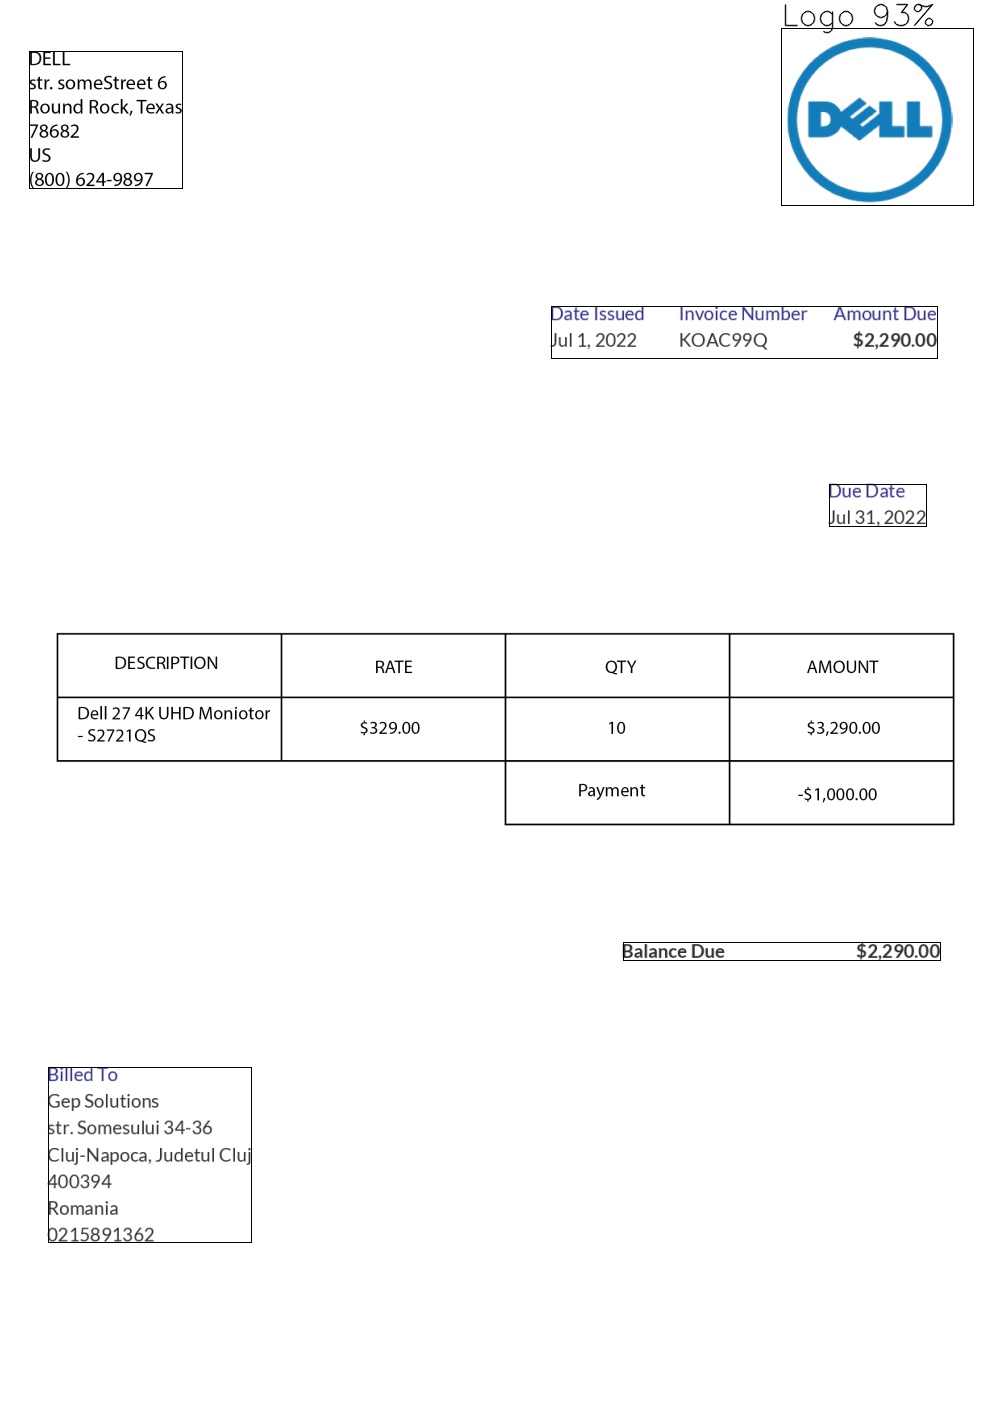 Logo 93%
DELL
DELL
str. someStreet 6
Round Rock, Texas
78682
US
(800) 624-9897
Date Issued Invoice Number Amount Due
Jul 1, 2022 KOAC99Q $2,290.00
Due Date
Jul 31, 2022
DESCRIPTION RATE QTY AMOUNT
Dell 27 4K UHD Moniotor
- S2721QS $329.00 10 $3,290.00
Payment -$1,000.00
Balance Due $2,290.00
Billed To
Gep Solutions
str. Somesului 34-36
Cluj-Napoca, Judetul Cluj
400394
Romania
0215891362